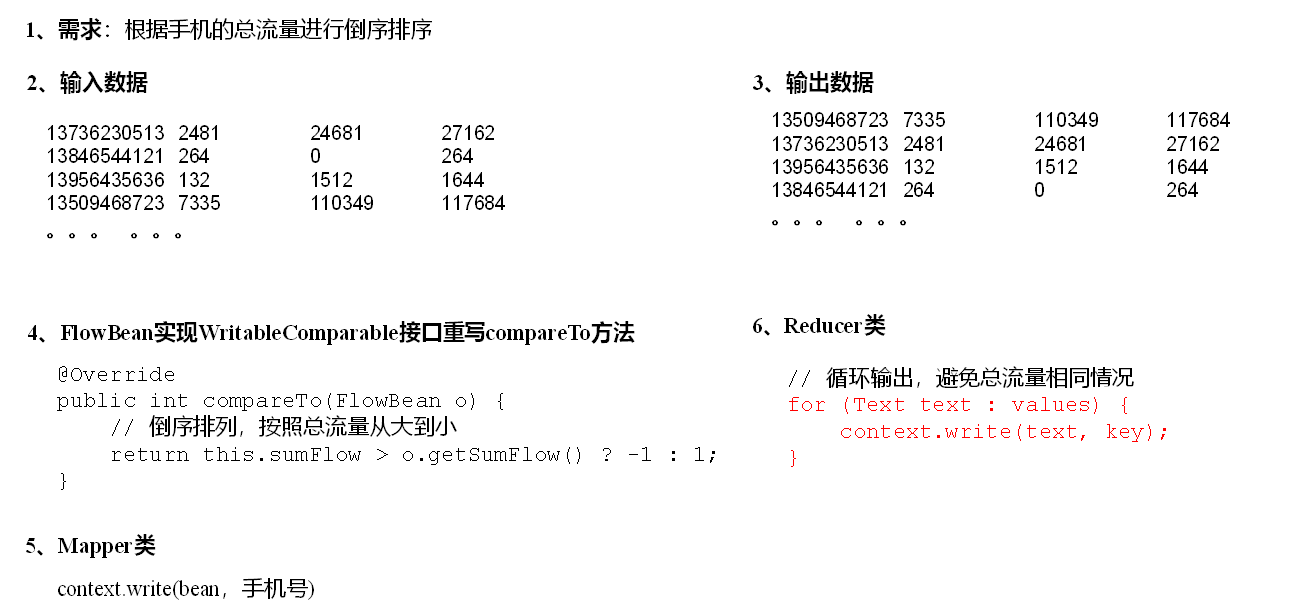 1、需求：根据手机的总流量进行倒序排序
2、输入数据
13736230513 2481 24681 27162
13846544121 264 0 264
13956435636 132 1512 1644
13509468723 7335 110349 117684
。。。 。。。
3、输出数据
13509468723 7335 110349 117684
13736230513 2481 24681 27162
13956435636 132 1512 1644
13846544121 264 0 264
。。。 。。。
4、FlowBean实现WritableComparable接口重写compareTo方法
@Override
public int compareTo(FlowBean o) {
// 倒序排列，按照总流量从大到小
return this.sumFlow > o.getSumFlow() ? -1 : 1;
}
5、Mapper类
context.write(bean，手机号)
6、Reducer类
// 循环输出，避免总流量相同情况
for (Text text : values) {
context.write(text, key);
}